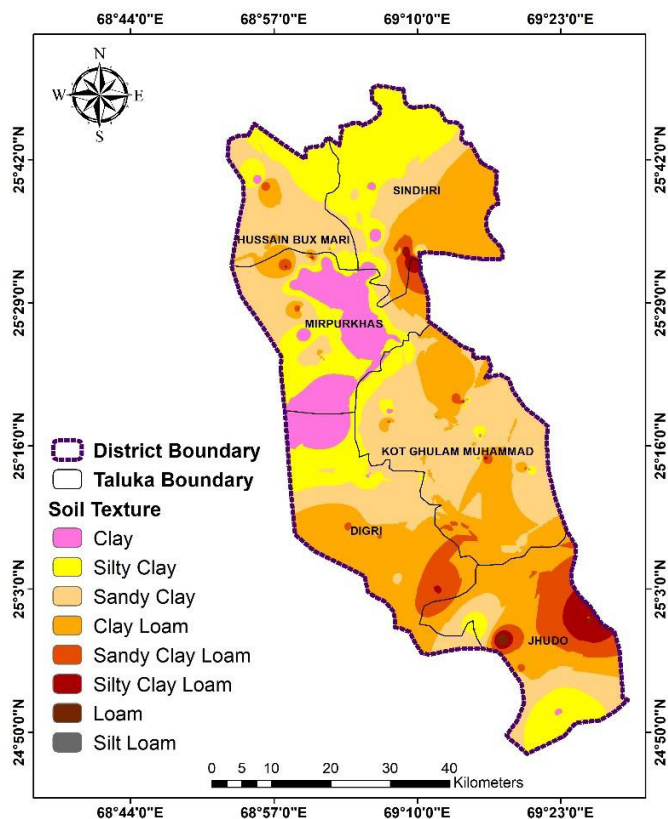 68°44'0"E 68°57'0"E 69°10'0"E 69°23'0"E
N
W E
S
25°42'0"N 25°42'0"N
SINDHRI
HUSSAIN BUX MARI
25°29'0"N 25°29'0"N
MIRPURKHAS
25°16'0"N 25°16'0"N
KOT GHULAM MUHAMMAD
District Boundary
Taluka Boundary
Soil Texture
Clay
Silty Clay
Sandy Clay
Clay Loam
Sandy Clay Loam
Silty Clay Loam
Loam
Silt Loam
DIGRI
25°3'0"N 25°3'0"N
JHUDO
24°50'0"N 24°50'0"N
0 5 10 20 30 40
Kilometers
68°44'0"E 68°57'0"E 69°10'0"E 69°23'0"E